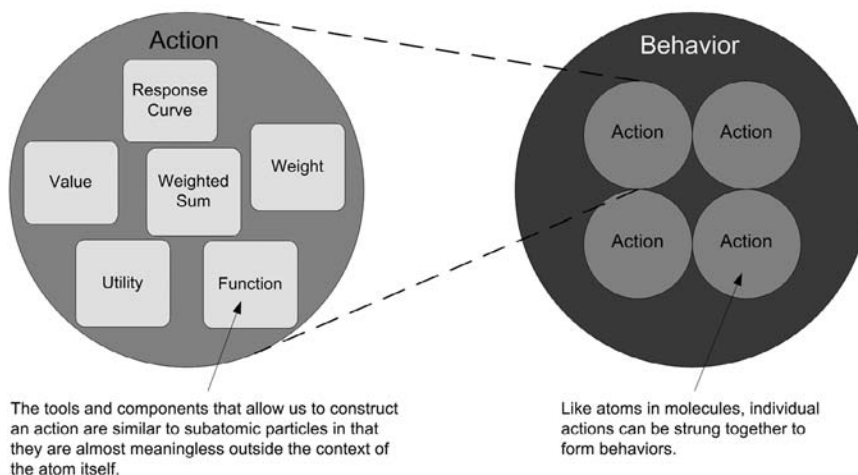 Action
Response
Curve
Value
Weighted
Sum
Weight
Utility
Function
The tools and components that allow us to construct
an action are similar to subatomic particles in that
they are almost meaningless outside the context of
the atom itself.
Behavior
Action
Action
Action
Action
Like atoms in molecules, individual
actions can be strung together to
form behaviors.